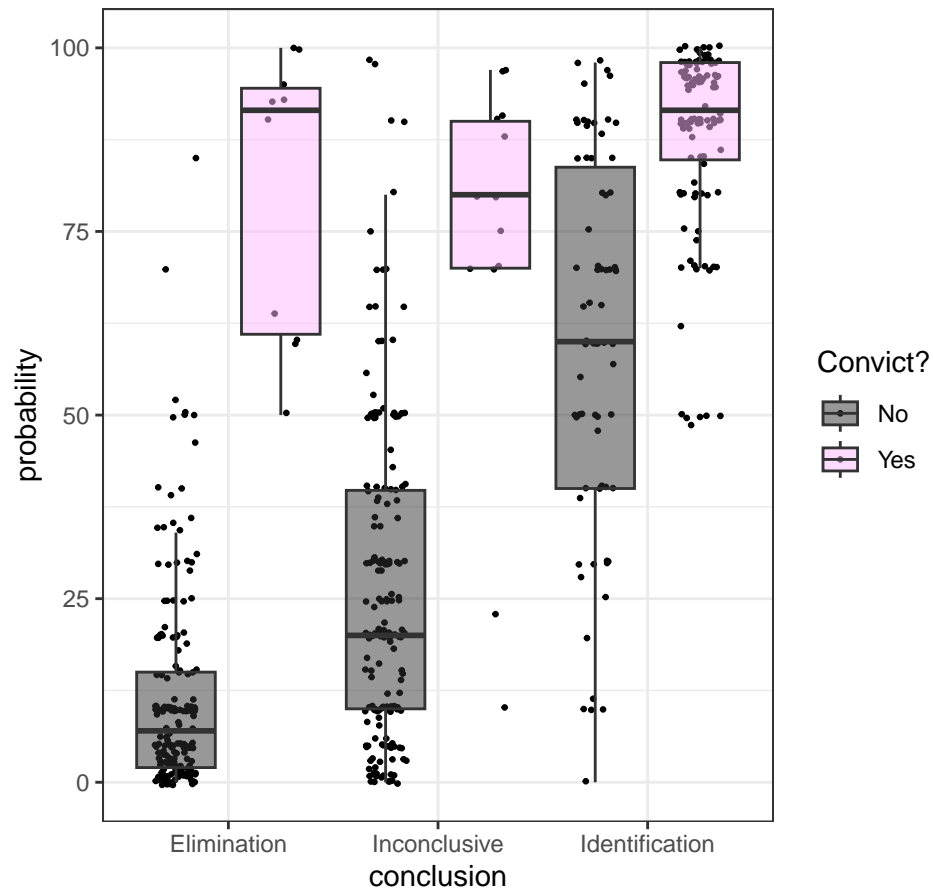 100
75
50
25
0
probability
Elimination
Inconclusive
Identification
conclusion
Convict?
No
Yes